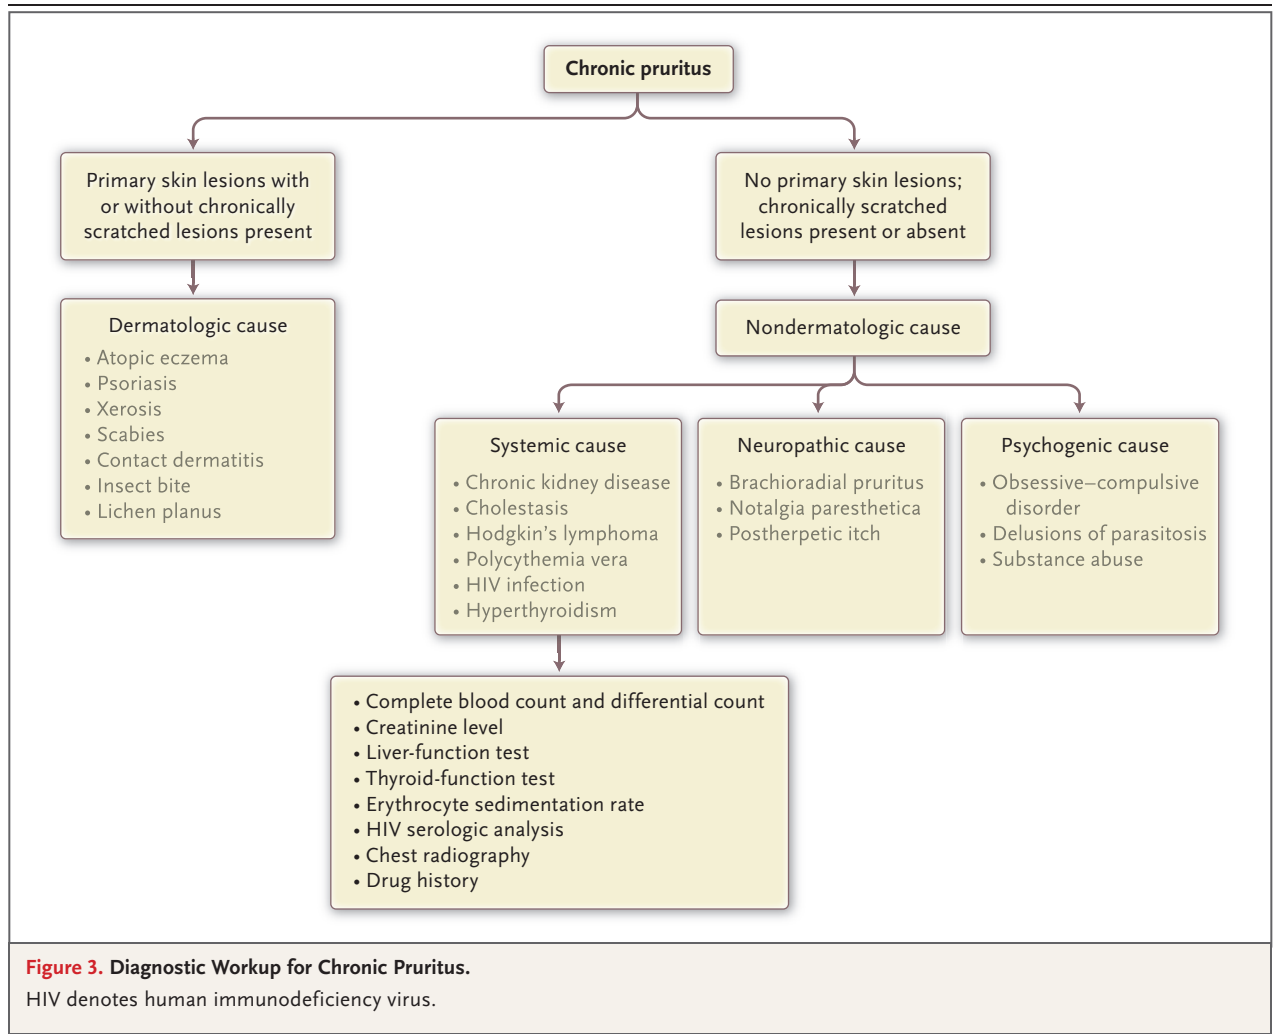 Chronic pruritus
Primary skin lesions with
or without chronically
scratched lesions present
No primary skin lesions;
chronically scratched
lesions present or absent
Dermatologic cause
• Atopic eczema
• Psoriasis
• Xerosis
• Scabies
• Contact dermatitis
• Insect bite
• Lichen planus
Nondermatologic cause
Systemic cause
• Chronic kidney disease
• Cholestasis
• Hodgkin's lymphoma
• Polycythemia vera
• HIV infection
• Hyperthyroidism
Neuropathic cause
• Brachioradial pruritus
• Notalgia paresthetica
• Postherpetic itch
Psychogenic cause
• Obsessive–compulsive
disorder
• Delusions of parasitosis
• Substance abuse
• Complete blood count and differential count
• Creatinine level
• Liver-function test
• Thyroid-function test
• Erythrocyte sedimentation rate
• HIV serologic analysis
• Chest radiography
• Drug history
Figure 3. Diagnostic Workup for Chronic Pruritus.
HIV denotes human immunodeficiency virus.